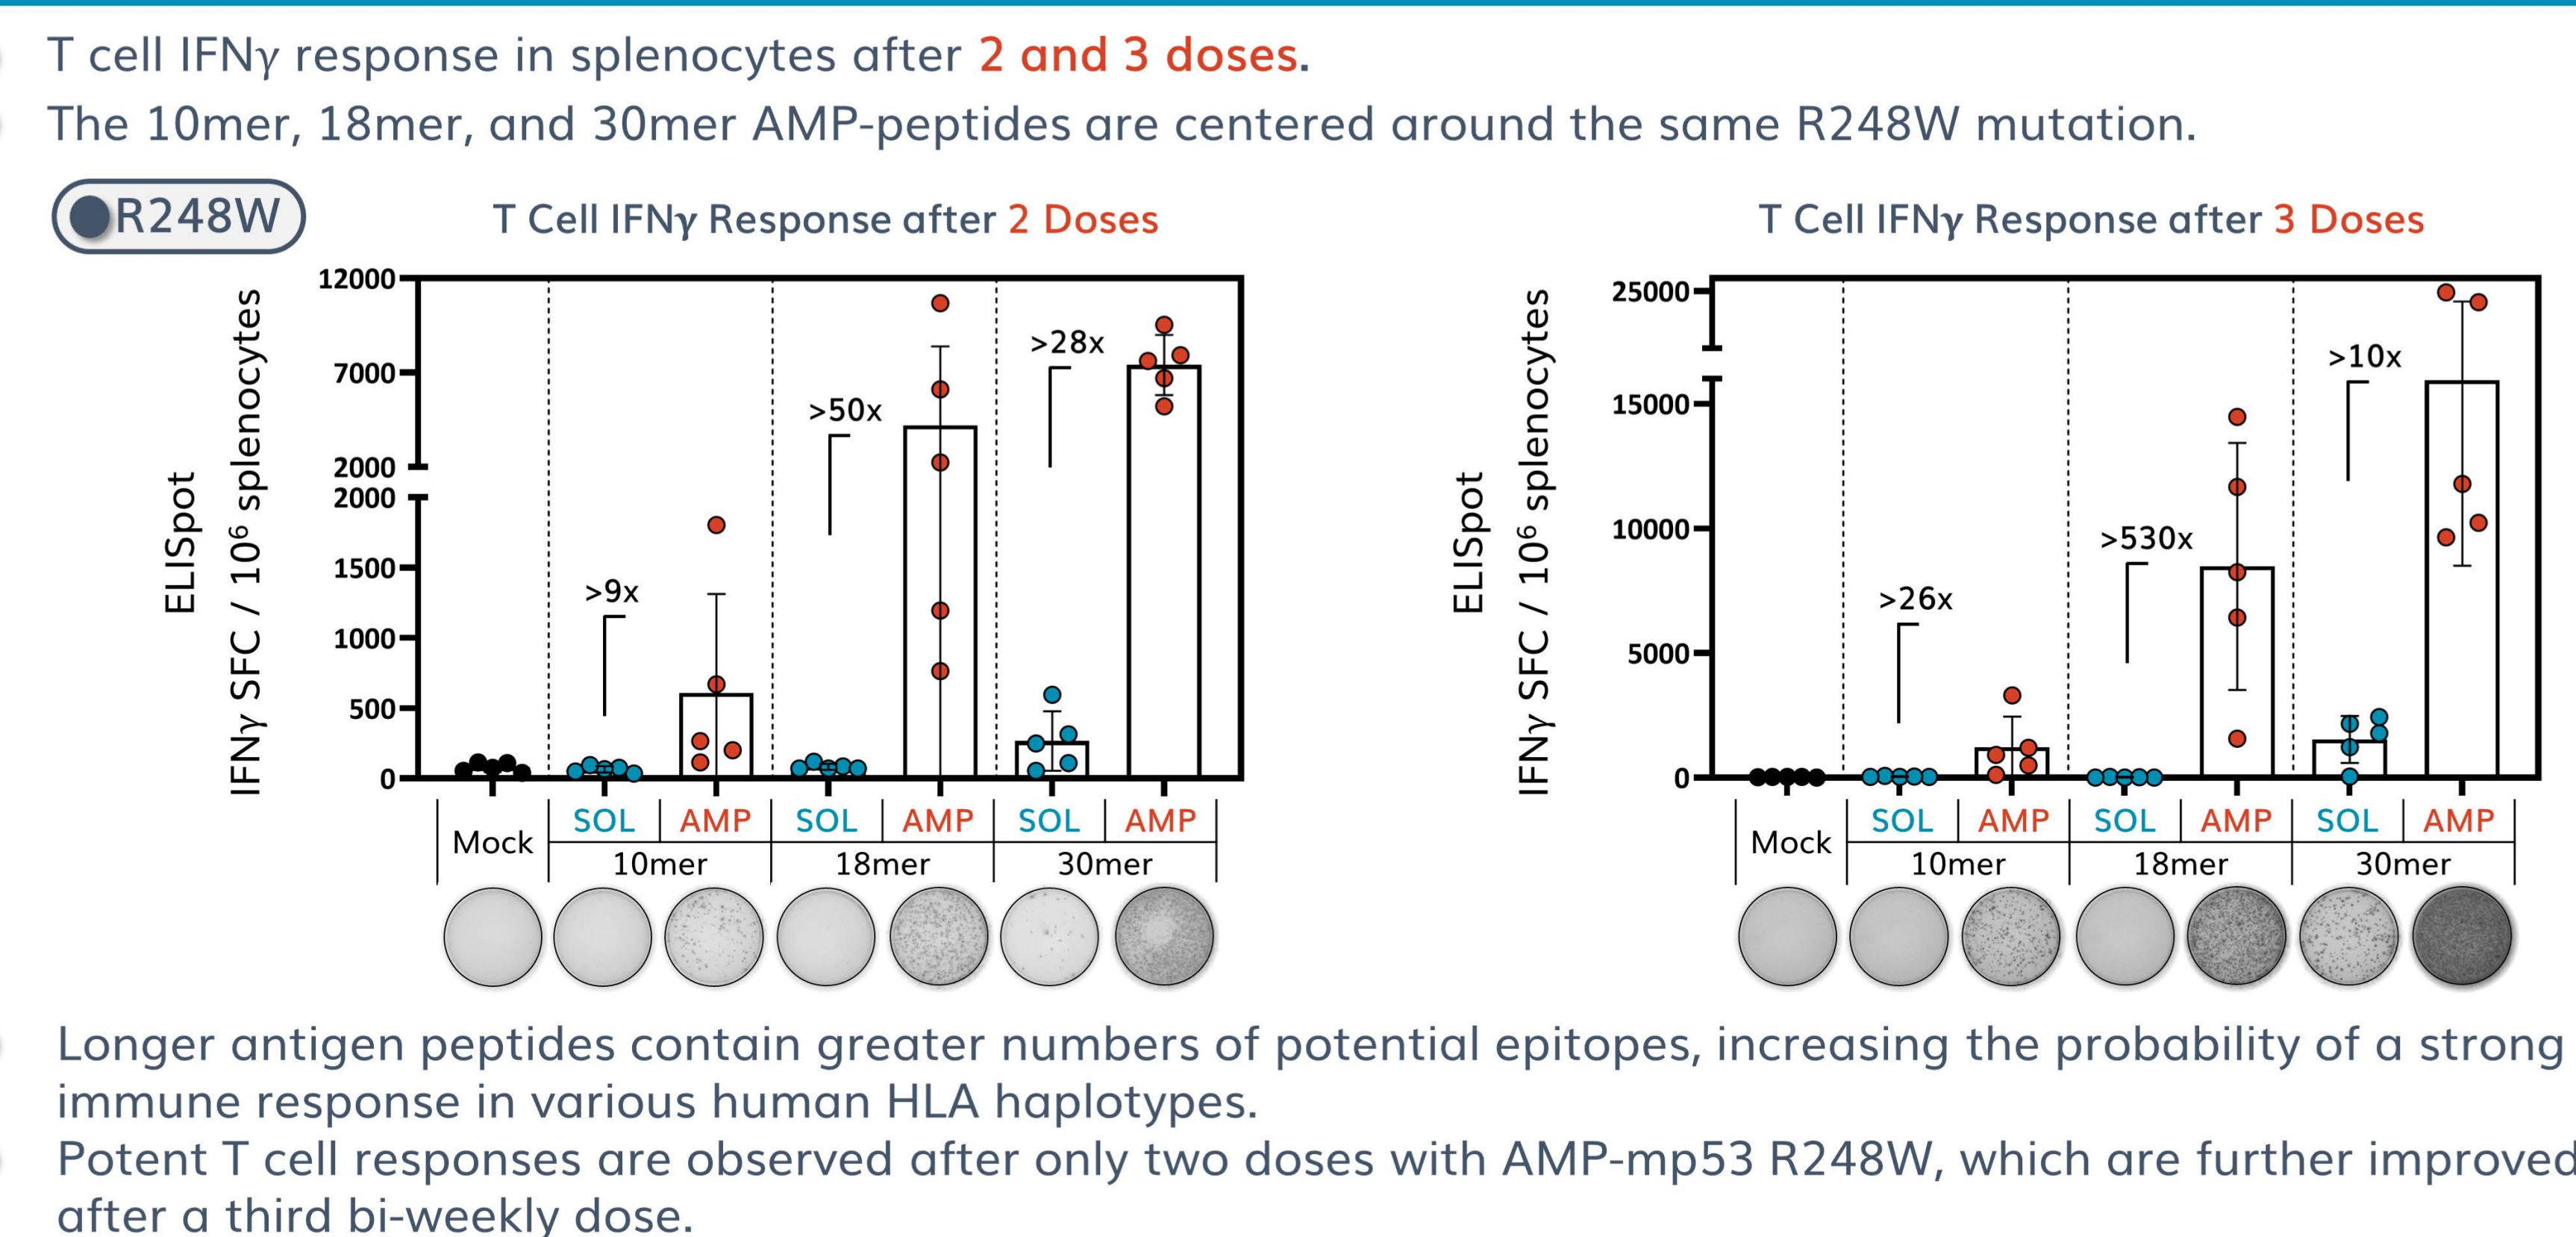 T cell IFNγ response in splenocytes after 2 and 3 doses.
The 10mer, 18mer, and 30mer AMP-peptides are centered around the same R248W mutation.
R248W
T Cell IFNγ Response after 2 Doses
ELISpot
IFNγ SFC / 10⁶ splenocytes
12000
7000
2000
2000
1500
1000
500
0
>9x
>50x
>28x
Mock
SOL AMP SOL AMP SOL AMP
10mer 18mer 30mer
T Cell IFNγ Response after 3 Doses
ELISpot
IFNγ SFC / 10⁶ splenocytes
25000
15000
10000
5000
0
>26x
>530x
>10x
Mock
SOL AMP SOL AMP SOL AMP
10mer 18mer 30mer
Longer antigen peptides contain greater numbers of potential epitopes, increasing the probability of a strong
immune response in various human HLA haplotypes.
Potent T cell responses are observed after only two doses with AMP-mp53 R248W, which are further improved
after a third bi-weekly dose.